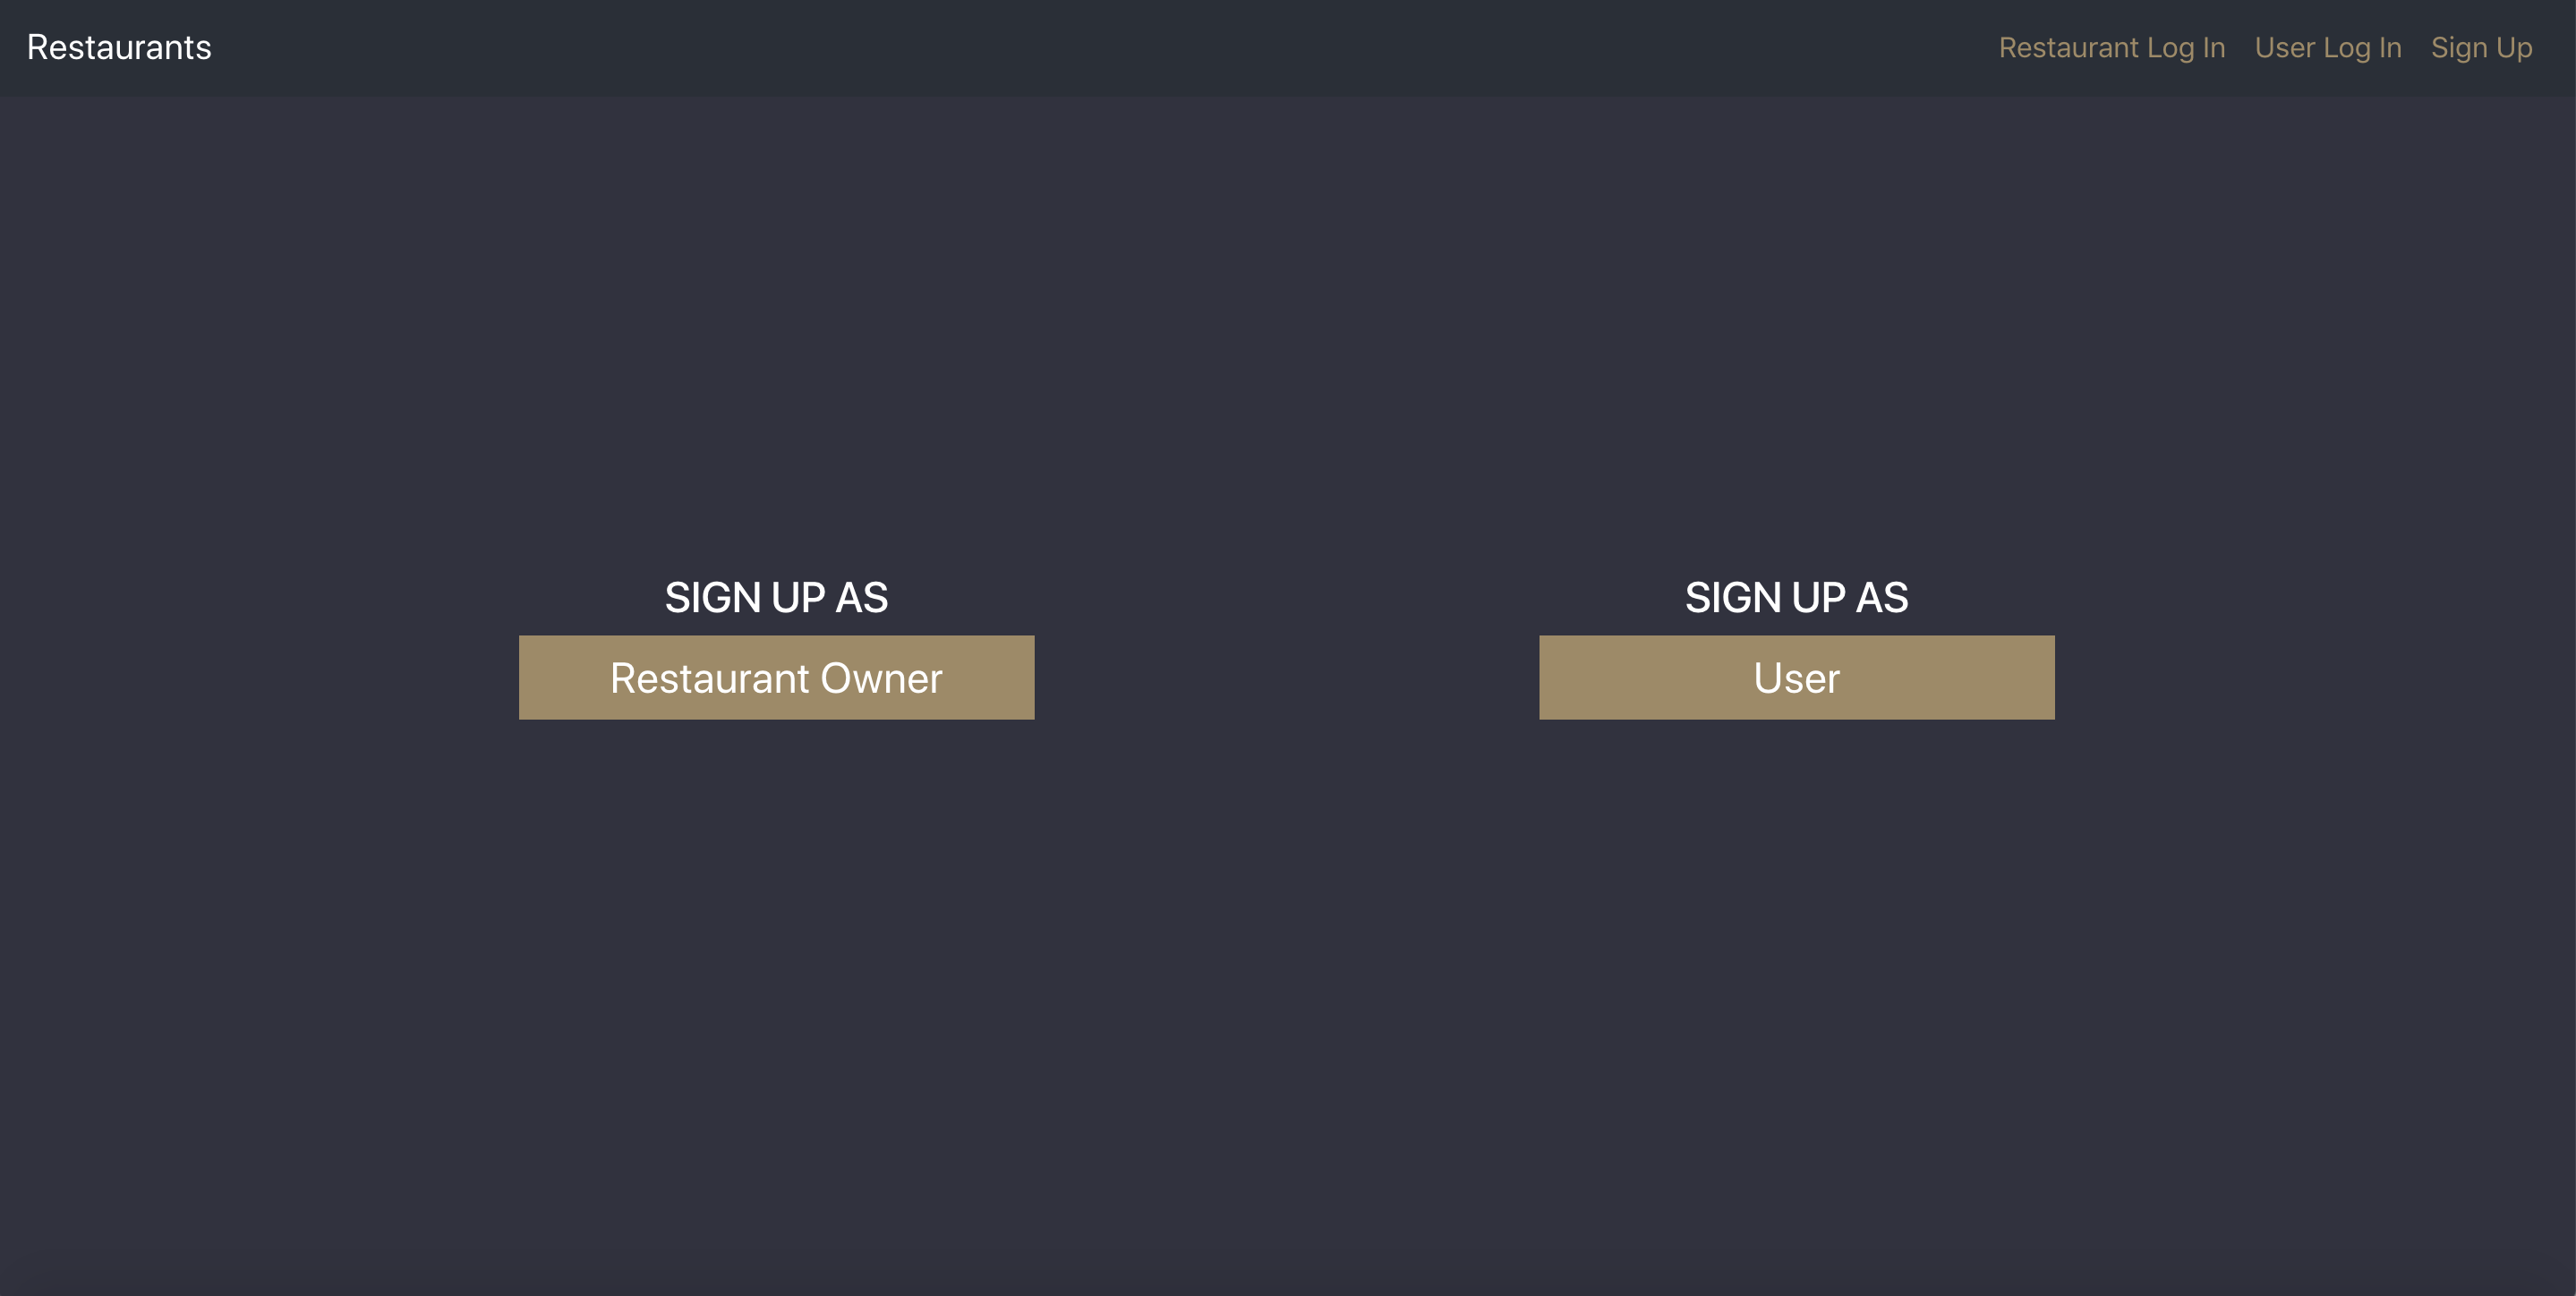 Restaurants
Restaurant Log In
User Log In
Sign Up
SIGN UP AS
Restaurant Owner
SIGN UP AS
User